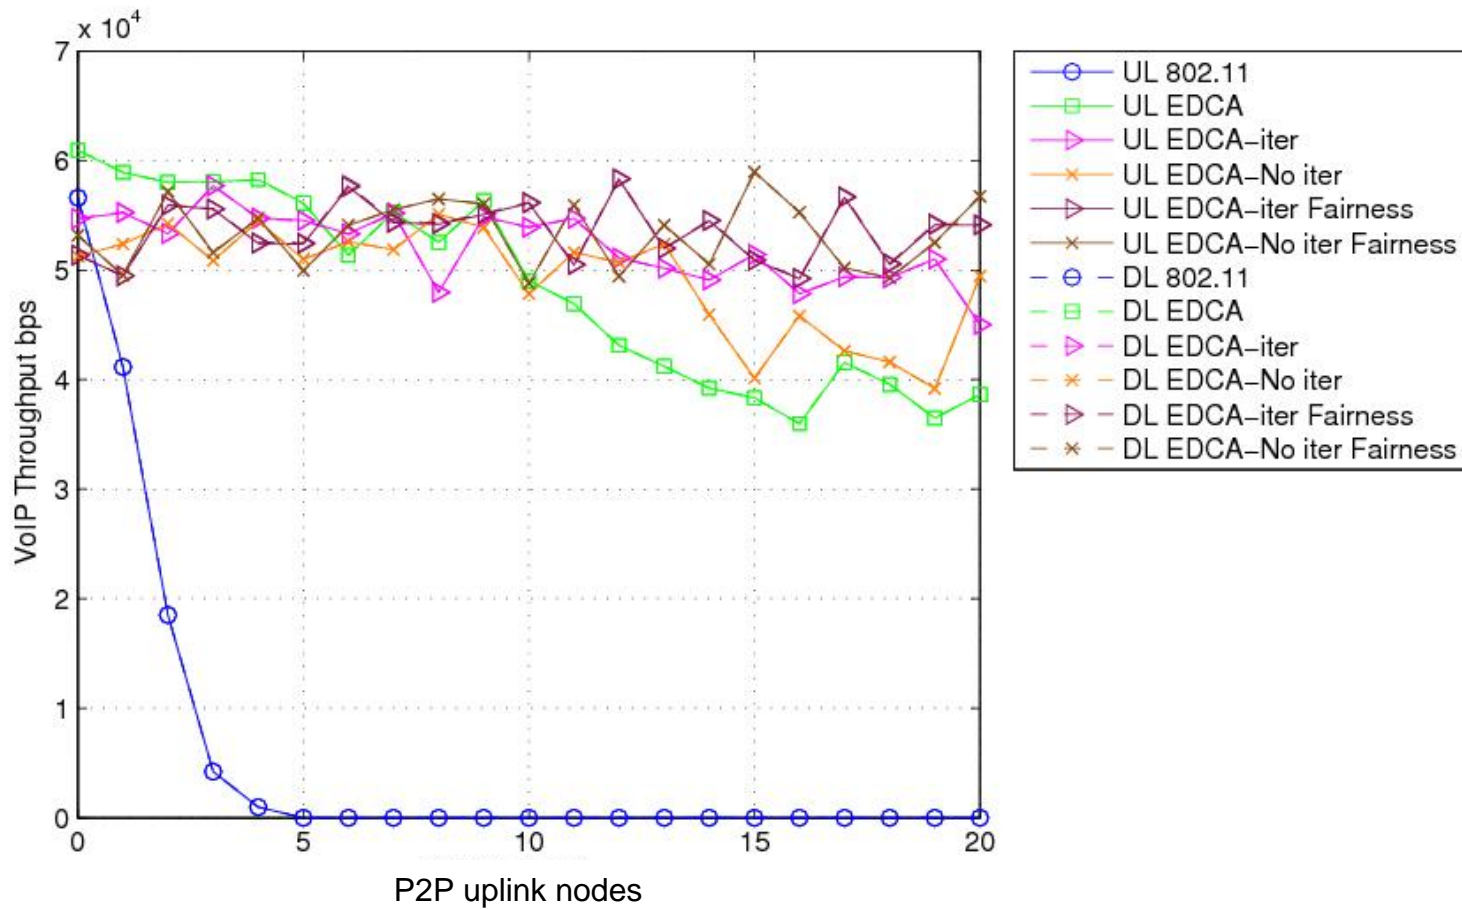 x 10^4
7
6
5
4
3
2
1
0
0 5 10 15 20
VoIP Throughput bps
P2P uplink nodes
UL 802.11
UL EDCA
UL EDCA-iter
UL EDCA-No iter
UL EDCA-iter Fairness
UL EDCA-No iter Fairness
DL 802.11
DL EDCA
DL EDCA-iter
DL EDCA-No iter
DL EDCA-iter Fairness
DL EDCA-No iter Fairness